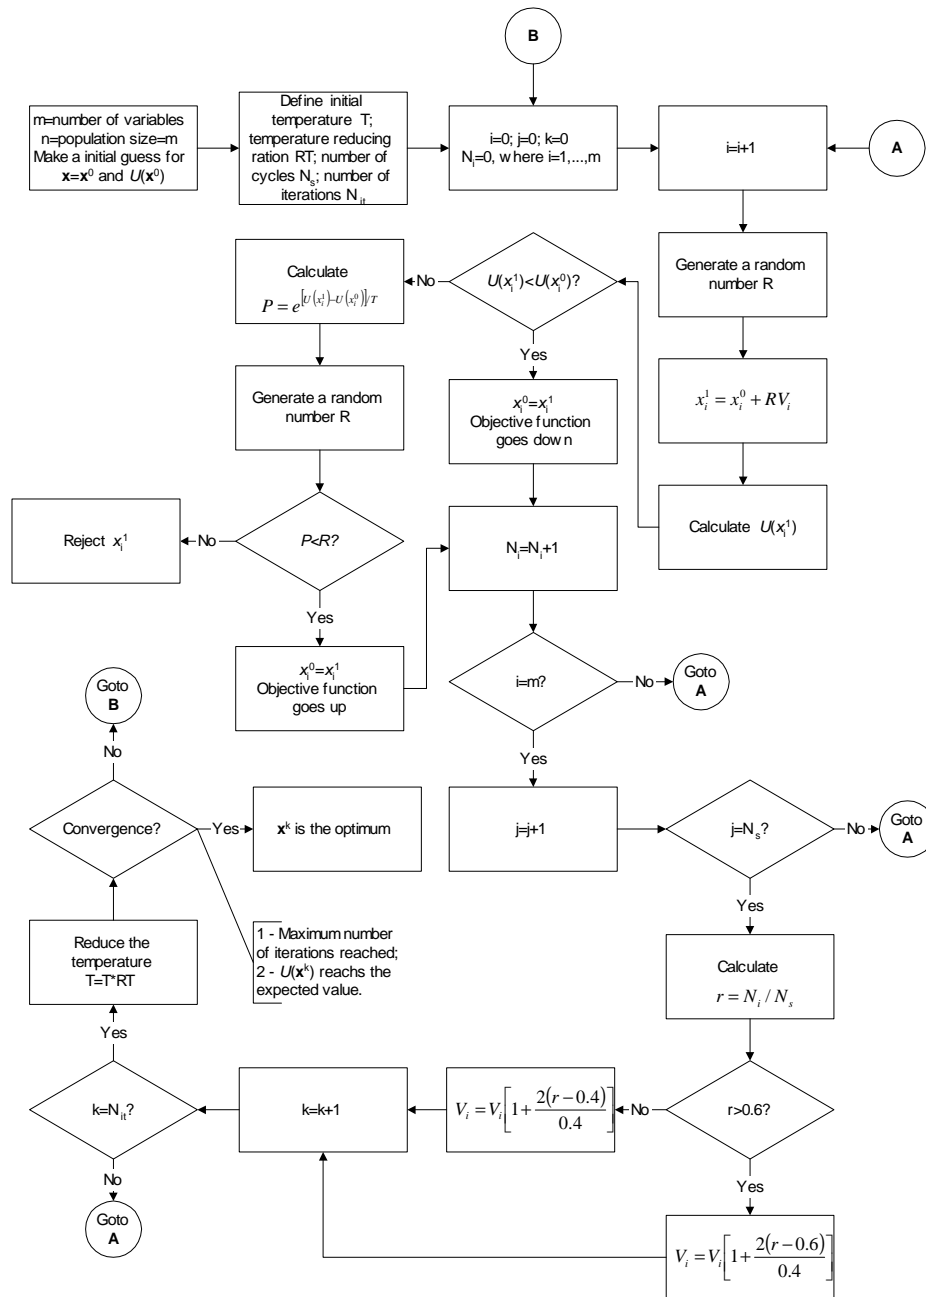 B
m=number of variables
n=population size=m
Make a initial guess for
x=x⁰ and U(x⁰)
Define initial
temperature T;
temperature reducing
ration RT; number of
cycles Nₛ; number of
iterations Nᵢₜ
i=0; j=0; k=0
Nᵢ=0, where i=1,...,m
i=i+1
A
Calculate
P = e^{[U(xᵢ¹)−U(xᵢ⁰)]/T}
No
U(xᵢ¹)<U(xᵢ⁰)?
Yes
Generate a random
number R
Generate a random
number R
xᵢ⁰=xᵢ¹
Objective function
goes down
xᵢ¹ = xᵢ⁰ + RVᵢ
Reject xᵢ¹
No
P<R?
Yes
Nᵢ=Nᵢ+1
Calculate U(xᵢ¹)
xᵢ⁰=xᵢ¹
Objective function
goes up
i=m?
No
Goto
A
Yes
Goto
B
No
Convergence?
Yes
xᵏ is the optimum
j=j+1
j=Nₛ?
No
Goto
A
Yes
Reduce the
temperature
T=T*RT
1 - Maximum number
of iterations reached;
2 - U(xᵏ) reachs the
expected value.
Calculate
r = Nᵢ / Nₛ
Yes
k=Nᵢₜ?
No
Goto
A
k=k+1
Vᵢ = Vᵢ[1+ 2(r−0.4)/0.4]
No
r>0.6?
Yes
Vᵢ = Vᵢ[1+ 2(r−0.6)/0.4]